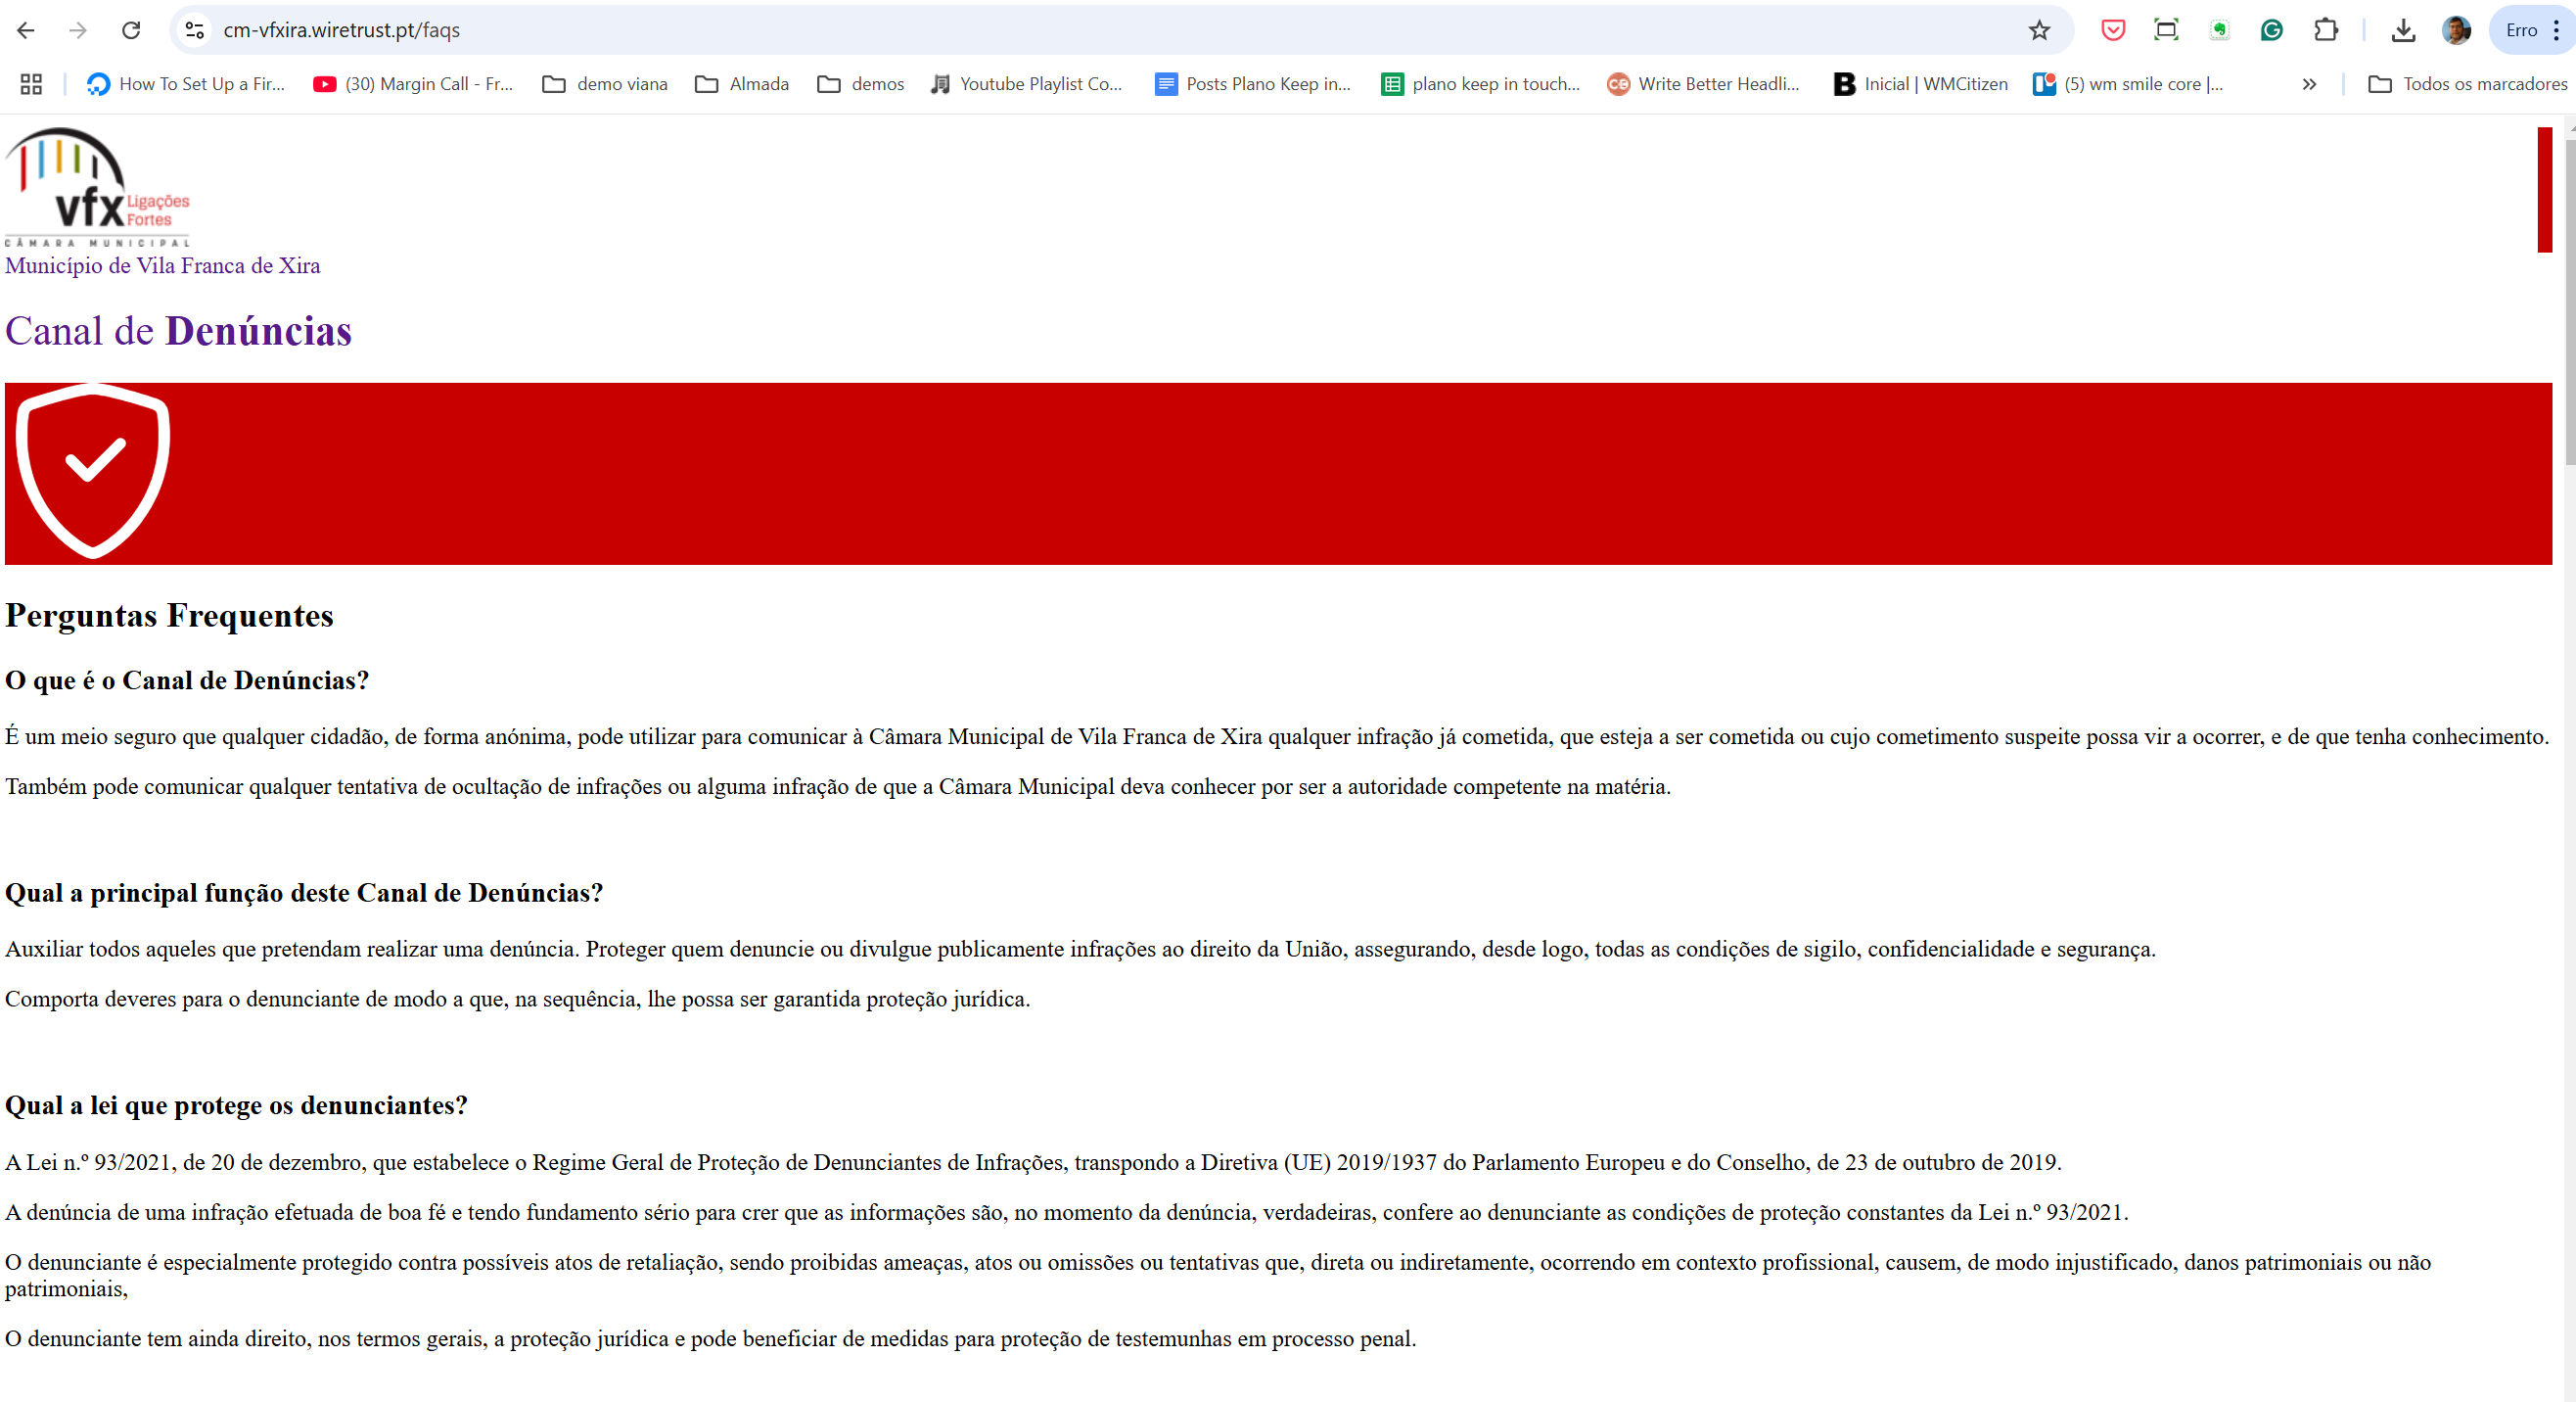 cm-vfxira.wiretrust.pt/faqs
Erro
How To Set Up a Fir...
(30) Margin Call - Fr...
demo viana
Almada
demos
Youtube Playlist Co...
Posts Plano Keep in...
plano keep in touch...
Write Better Headli...
Inicial | WMCitizen
(5) wm smile core |...
Todos os marcadores
vfx Ligações
Fortes
CÂMARA MUNICIPAL
Município de Vila Franca de Xira
Canal de Denúncias
Perguntas Frequentes
O que é o Canal de Denúncias?
É um meio seguro que qualquer cidadão, de forma anónima, pode utilizar para comunicar à Câmara Municipal de Vila Franca de Xira qualquer infração já cometida, que esteja a ser cometida ou cujo cometimento suspeite possa vir a ocorrer, e de que tenha conhecimento.
Também pode comunicar qualquer tentativa de ocultação de infrações ou alguma infração de que a Câmara Municipal deva conhecer por ser a autoridade competente na matéria.
Qual a principal função deste Canal de Denúncias?
Auxiliar todos aqueles que pretendam realizar uma denúncia. Proteger quem denuncie ou divulgue publicamente infrações ao direito da União, assegurando, desde logo, todas as condições de sigilo, confidencialidade e segurança.
Comporta deveres para o denunciante de modo a que, na sequência, lhe possa ser garantida proteção jurídica.
Qual a lei que protege os denunciantes?
A Lei n.º 93/2021, de 20 de dezembro, que estabelece o Regime Geral de Proteção de Denunciantes de Infrações, transpondo a Diretiva (UE) 2019/1937 do Parlamento Europeu e do Conselho, de 23 de outubro de 2019.
A denúncia de uma infração efetuada de boa fé e tendo fundamento sério para crer que as informações são, no momento da denúncia, verdadeiras, confere ao denunciante as condições de proteção constantes da Lei n.º 93/2021.
O denunciante é especialmente protegido contra possíveis atos de retaliação, sendo proibidas ameaças, atos ou omissões ou tentativas que, direta ou indiretamente, ocorrendo em contexto profissional, causem, de modo injustificado, danos patrimoniais ou não
patrimoniais,
O denunciante tem ainda direito, nos termos gerais, a proteção jurídica e pode beneficiar de medidas para proteção de testemunhas em processo penal.